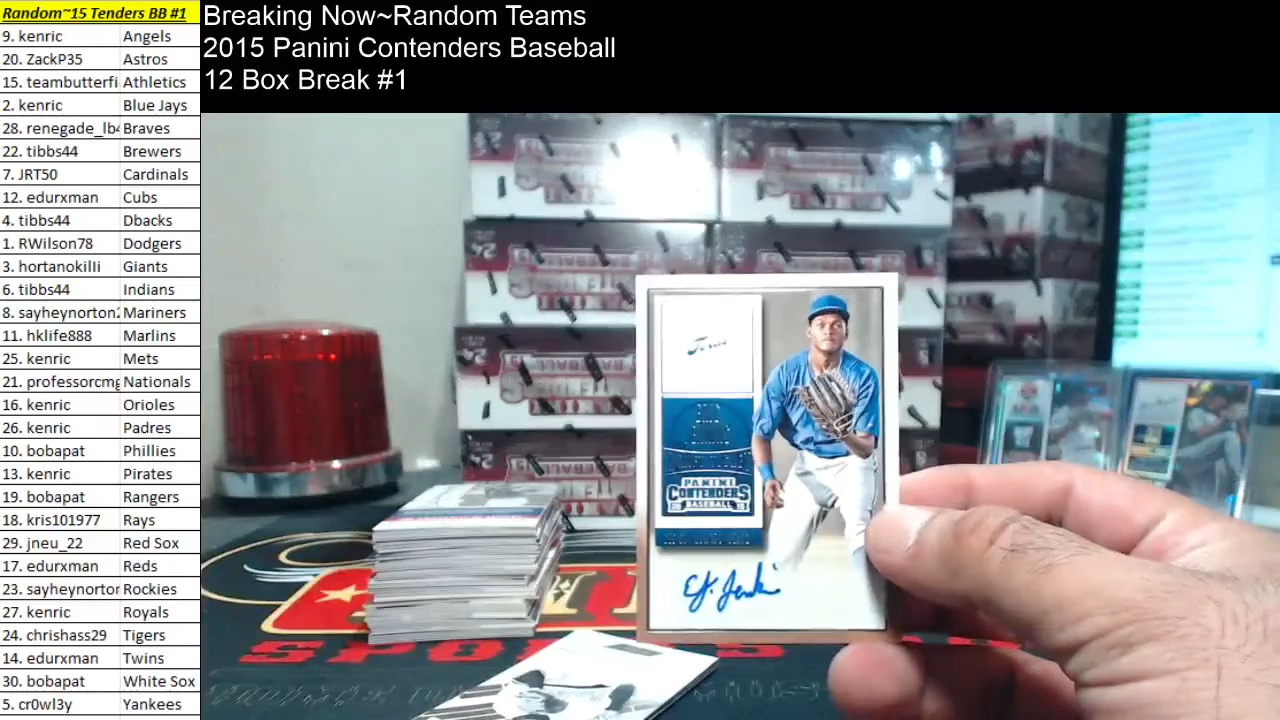 Random~15 Tenders BB #1
9. kenric Angels
20. ZackP35 Astros
15. teambutterfi Athletics
2. kenric Blue Jays
28. renegade_lb4 Braves
22. tibbs44 Brewers
7. JRT50 Cardinals
12. edurxman Cubs
4. tibbs44 Dbacks
1. RWilson78 Dodgers
3. hortanokilli Giants
6. tibbs44 Indians
8. sayheynorton2 Mariners
11. hklife888 Marlins
25. kenric Mets
21. professorcmg Nationals
16. kenric Orioles
26. kenric Padres
10. bobapat Phillies
13. kenric Pirates
19. bobapat Rangers
18. kris101977 Rays
29. jneu_22 Red Sox
17. edurxman Reds
23. sayheynorton Rockies
27. kenric Royals
24. chrishass29 Tigers
14. edurxman Twins
30. bobapat White Sox
5. cr0wl3y Yankees
Breaking Now~Random Teams
2015 Panini Contenders Baseball
12 Box Break #1
PANINI
CONTENDERS
BASEBALL